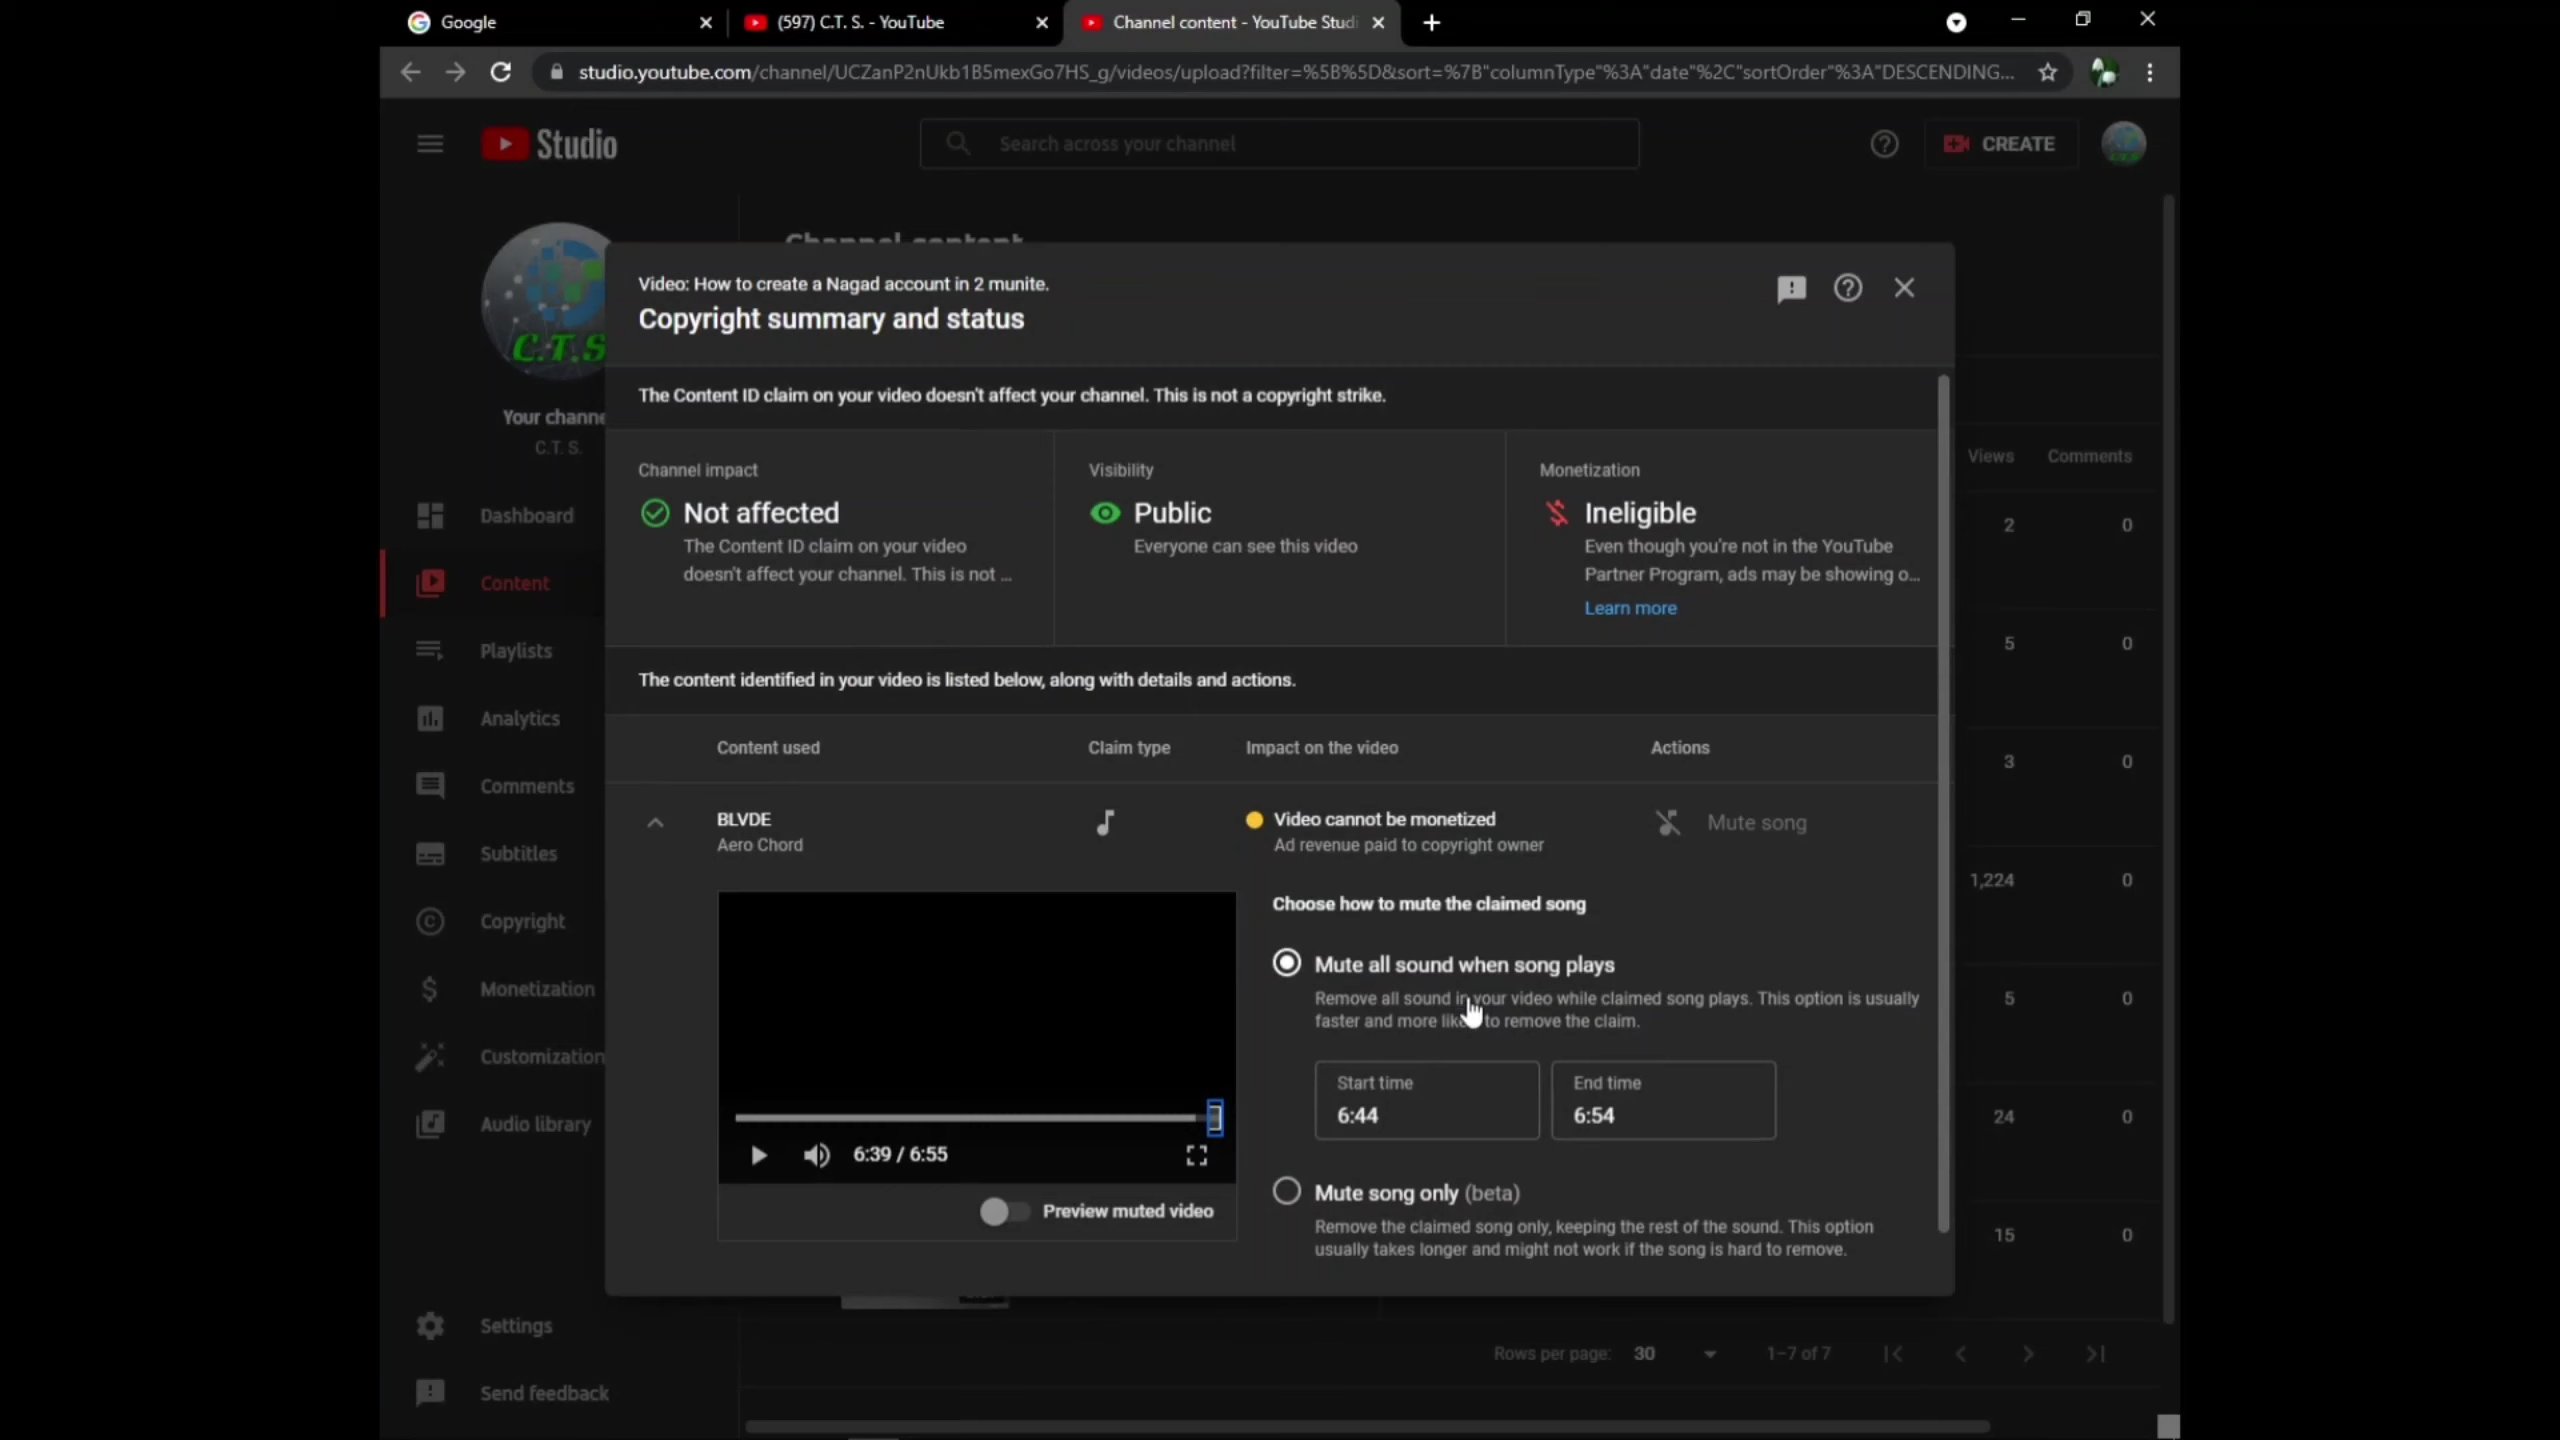 Google
(597) C.T. S. - YouTube
Channel content - YouTube Studi
studio.youtube.com/channel/UCZanP2nUkb1B5mexGo7HS_g/videos/upload?filter=%5B%5D&sort=%7B"columnType"%3A"date"%2C"sortOrder"%3A"DESCENDING...
Studio
Search across your channel
CREATE
Channel content
C.T.S
Your channe
C.T. S.
Dashboard
Content
Playlists
Analytics
Comments
Subtitles
Copyright
Monetization
Customization
Audio library
Settings
Send feedback
Video: How to create a Nagad account in 2 munite.
Copyright summary and status
The Content ID claim on your video doesn't affect your channel. This is not a copyright strike.
Channel impact
Not affected
The Content ID claim on your video
doesn't affect your channel. This is not ...
Visibility
Public
Everyone can see this video
Monetization
Ineligible
Even though you're not in the YouTube
Partner Program, ads may be showing o...
Learn more
The content identified in your video is listed below, along with details and actions.
Content used Claim type Impact on the video Actions
BLVDE
Aero Chord
Video cannot be monetized
Ad revenue paid to copyright owner
Mute song
6:39 / 6:55
Preview muted video
Choose how to mute the claimed song
Mute all sound when song plays
Remove all sound in your video while claimed song plays. This option is usually
faster and more likely to remove the claim.
Start time
6:44
End time
6:54
Mute song only (beta)
Remove the claimed song only, keeping the rest of the sound. This option
usually takes longer and might not work if the song is hard to remove.
Views Comments
2 0
5 0
3 0
1,224 0
5 0
24 0
15 0
Rows per page: 30 1–7 of 7